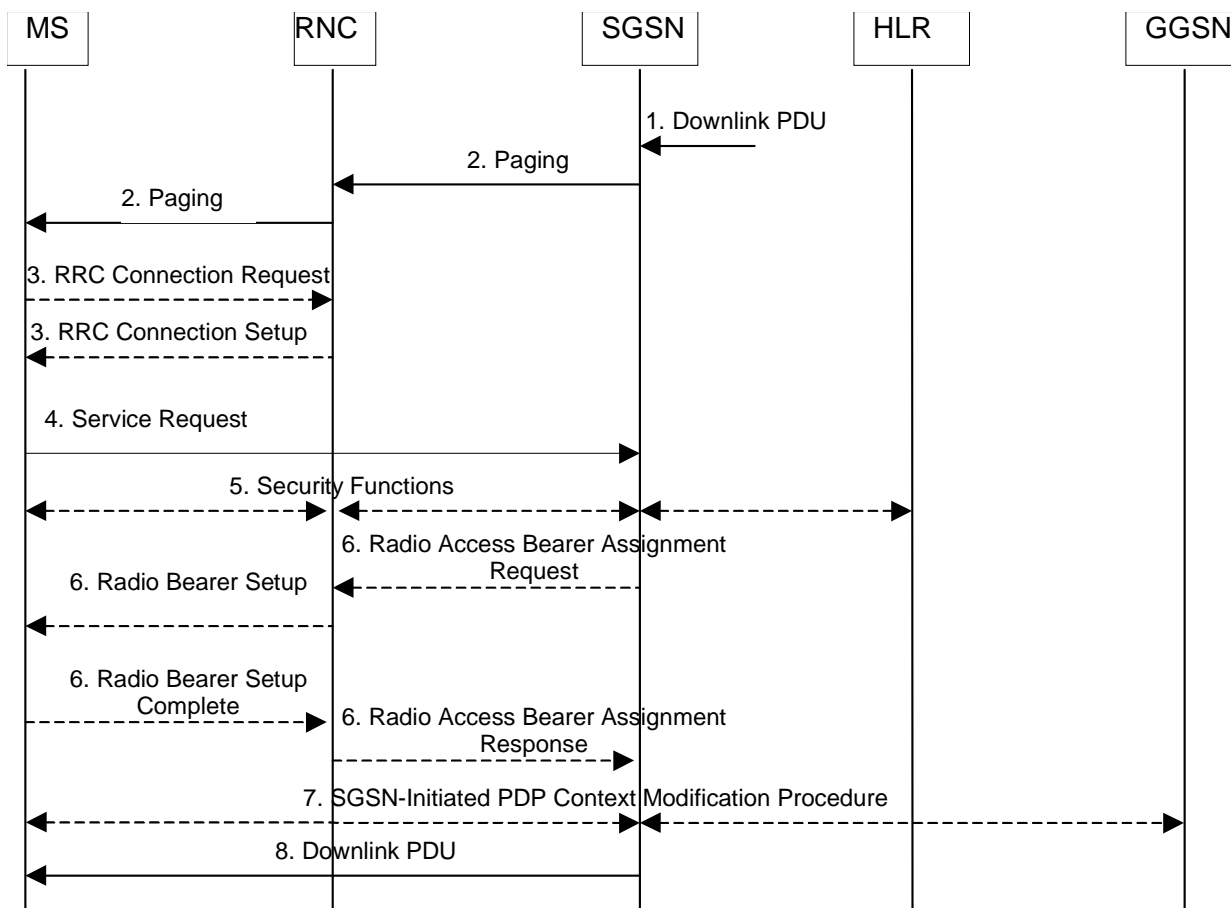 MS
RNC
SGSN
HLR
GGSN
1. Downlink PDU
2. Paging
2. Paging
3. RRC Connection Request
3. RRC Connection Setup
4. Service Request
5. Security Functions
6. Radio Access Bearer Assignment
Request
6. Radio Bearer Setup
6. Radio Bearer Setup
Complete
6. Radio Access Bearer Assignment
Response
7. SGSN-Initiated PDP Context Modification Procedure
8. Downlink PDU